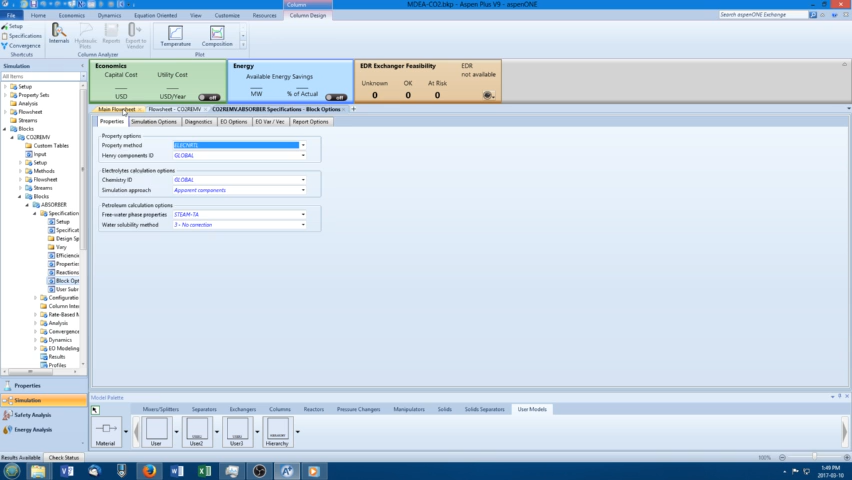 Column
MDEA-CO2.bkp - Aspen Plus V9 - aspenONE
File Home Economics Dynamics Equation Oriented View Customize Resources Column Design
Search aspenONE Exchange
Setup
Specifications
Convergence
Internals
Hydraulic Plots
Reports
Export to Vendor
Temperature
Composition
Shortcuts
Column Analyzer
Plot
Simulation
All Items
Setup
Property Sets
Analysis
Flowsheet
Streams
Blocks
CO2REMV
Custom Tables
Input
Setup
Methods
Flowsheet
Streams
Blocks
ABSORBER
Specification
Setup
Specificat
Design Sp
Vary
Efficiencie
Propertie
Reactions
Block Opt
User Subr
Configuratio
Column Inte
Rate-Based M
Analysis
Convergence
Dynamics
EO Modeling
Results
Profiles
Properties
Simulation
Safety Analysis
Energy Analysis
Economics
Capital Cost Utility Cost
USD USD/Year
off
Energy
Available Energy Savings
MW % of Actual
off
EDR Exchanger Feasibility
EDR not available
Unknown OK At Risk
0 0 0
Main Flowsheet
Flowsheet - CO2REMV
CO2REMV.ABSORBER Specifications - Block Options
Properties Simulation Options Diagnostics EO Options EO Var / Vec Report Options
Property options
Property method ELECNRTL
Henry components ID GLOBAL
Electrolytes calculation options
Chemistry ID GLOBAL
Simulation approach Apparent components
Petroleum calculation options
Free-water phase properties STEAM-TA
Water solubility method 3 - No correction
Model Palette
Mixers/Splitters Separators Exchangers Columns Reactors Pressure Changers Manipulators Solids Solids Separators User Models
Material User User2 User3 Hierarchy
Results Available Check Status
100%
1:49 PM
2017-03-10